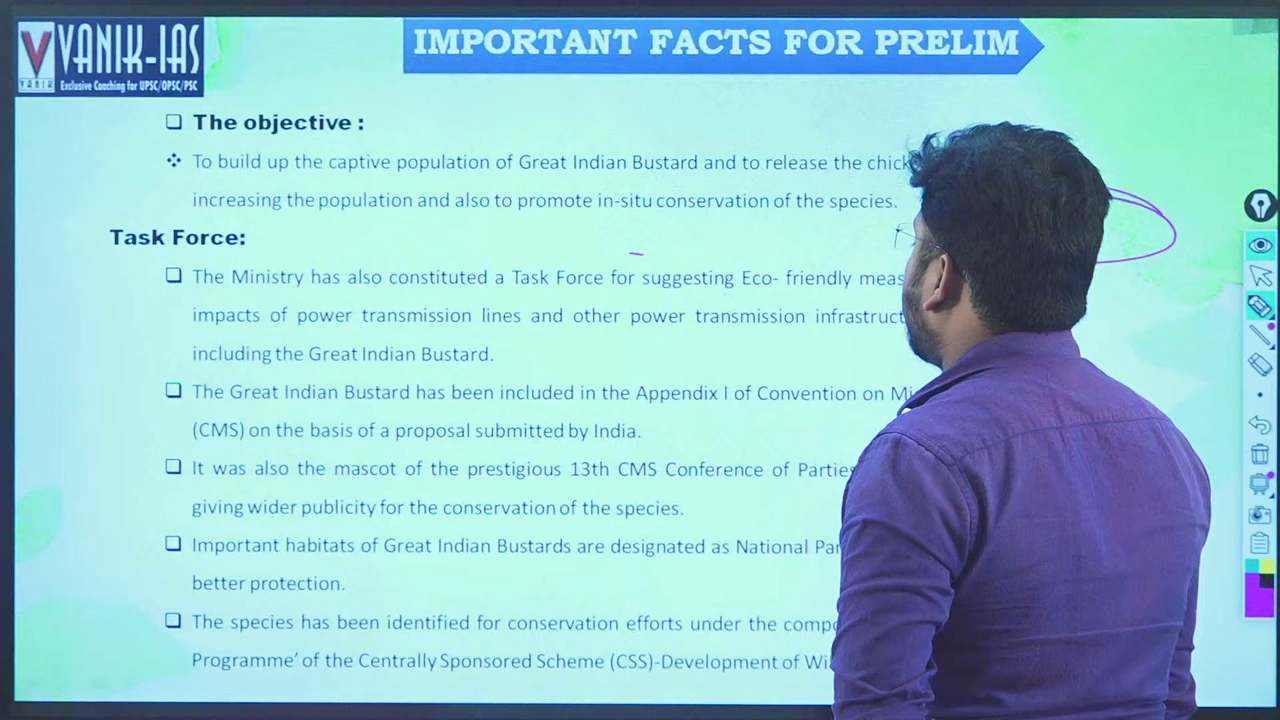 VANIK-IAS
VANIK
Exclusive Coaching for UPSC/OPSC/PSC
IMPORTANT FACTS FOR PRELIM
The objective :
To build up the captive population of Great Indian Bustard and to release the chick
increasing the population and also to promote in-situ conservation of the species.
Task Force:
The Ministry has also constituted a Task Force for suggesting Eco- friendly
impacts of power transmission lines and other power transmission
including the Great Indian Bustard.
The Great Indian Bustard has been included in the Appendix I of Convention on
(CMS) on the basis of a proposal submitted by India.
It was also the mascot of the prestigious 13th CMS Conference of Parties
giving wider publicity for the conservation of the species.
Important habitats of Great Indian Bustards are designated as National
better protection.
The species has been identified for conservation efforts under the
Programme' of the Centrally Sponsored Scheme (CSS)-Development of